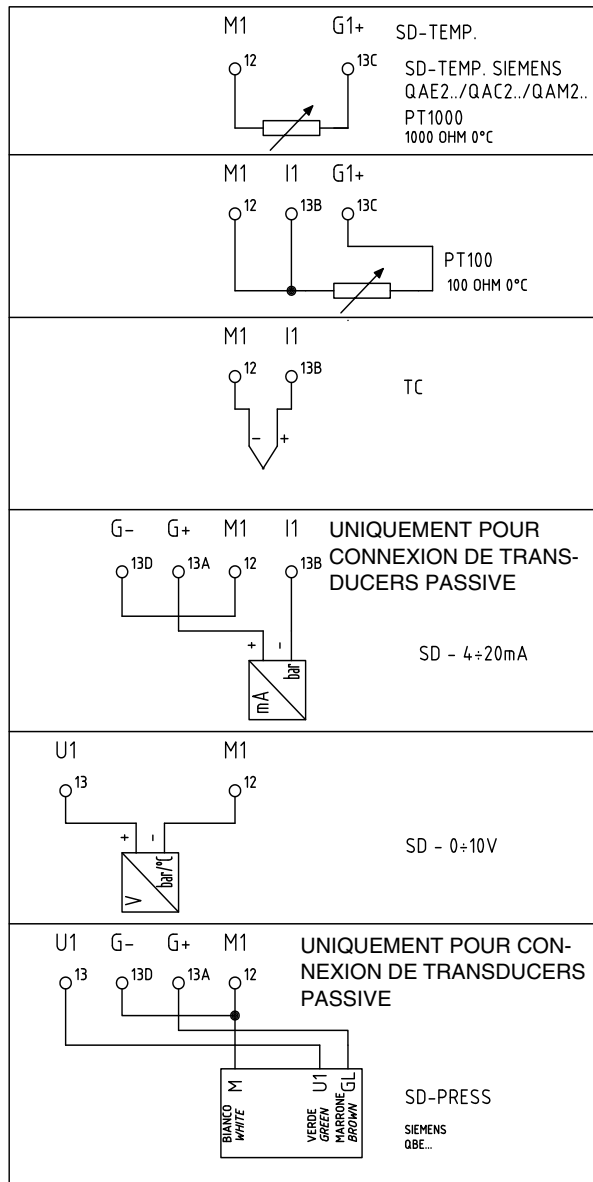 M1 G1+ SD-TEMP.
12 13C SD-TEMP. SIEMENS
QAE2../QAC2../QAM2..
PT1000
1000 OHM 0°C
M1 I1 G1+
12 13B 13C
PT100
100 OHM 0°C
M1 I1
12 13B
TC
- +
G- G+ M1 I1 UNIQUEMENT POUR
CONNEXION DE TRANS-
13D 13A 12 13B DUCERS PASSIVE
+ -
mA bar
SD - 4÷20mA
U1 M1
13 12
+ -
V bar/°C
SD - 0÷10V
U1 G- G+ M1 UNIQUEMENT POUR CON-
13 13D 13A 12 NEXION DE TRANSDUCERS
PASSIVE
M U1 GL
BIANCO
WHITE
VERDE
GREEN
MARRONE
BROWN
SD-PRESS
SIEMENS
QBE...